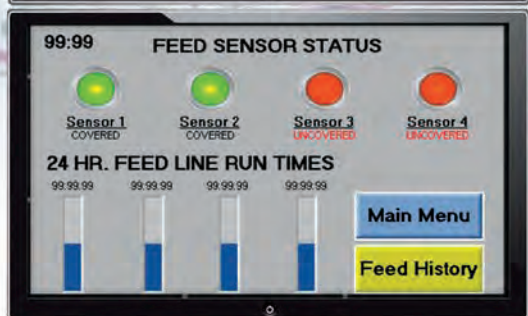 99:99 FEED SENSOR STATUS
Sensor 1 Sensor 2 Sensor 3 Sensor 4
COVERED COVERED UNCOVERED UNCOVERED
24 HR. FEED LINE RUN TIMES
99:99:99 99:99:99 99:99:99 99:99:99
Main Menu
Feed History